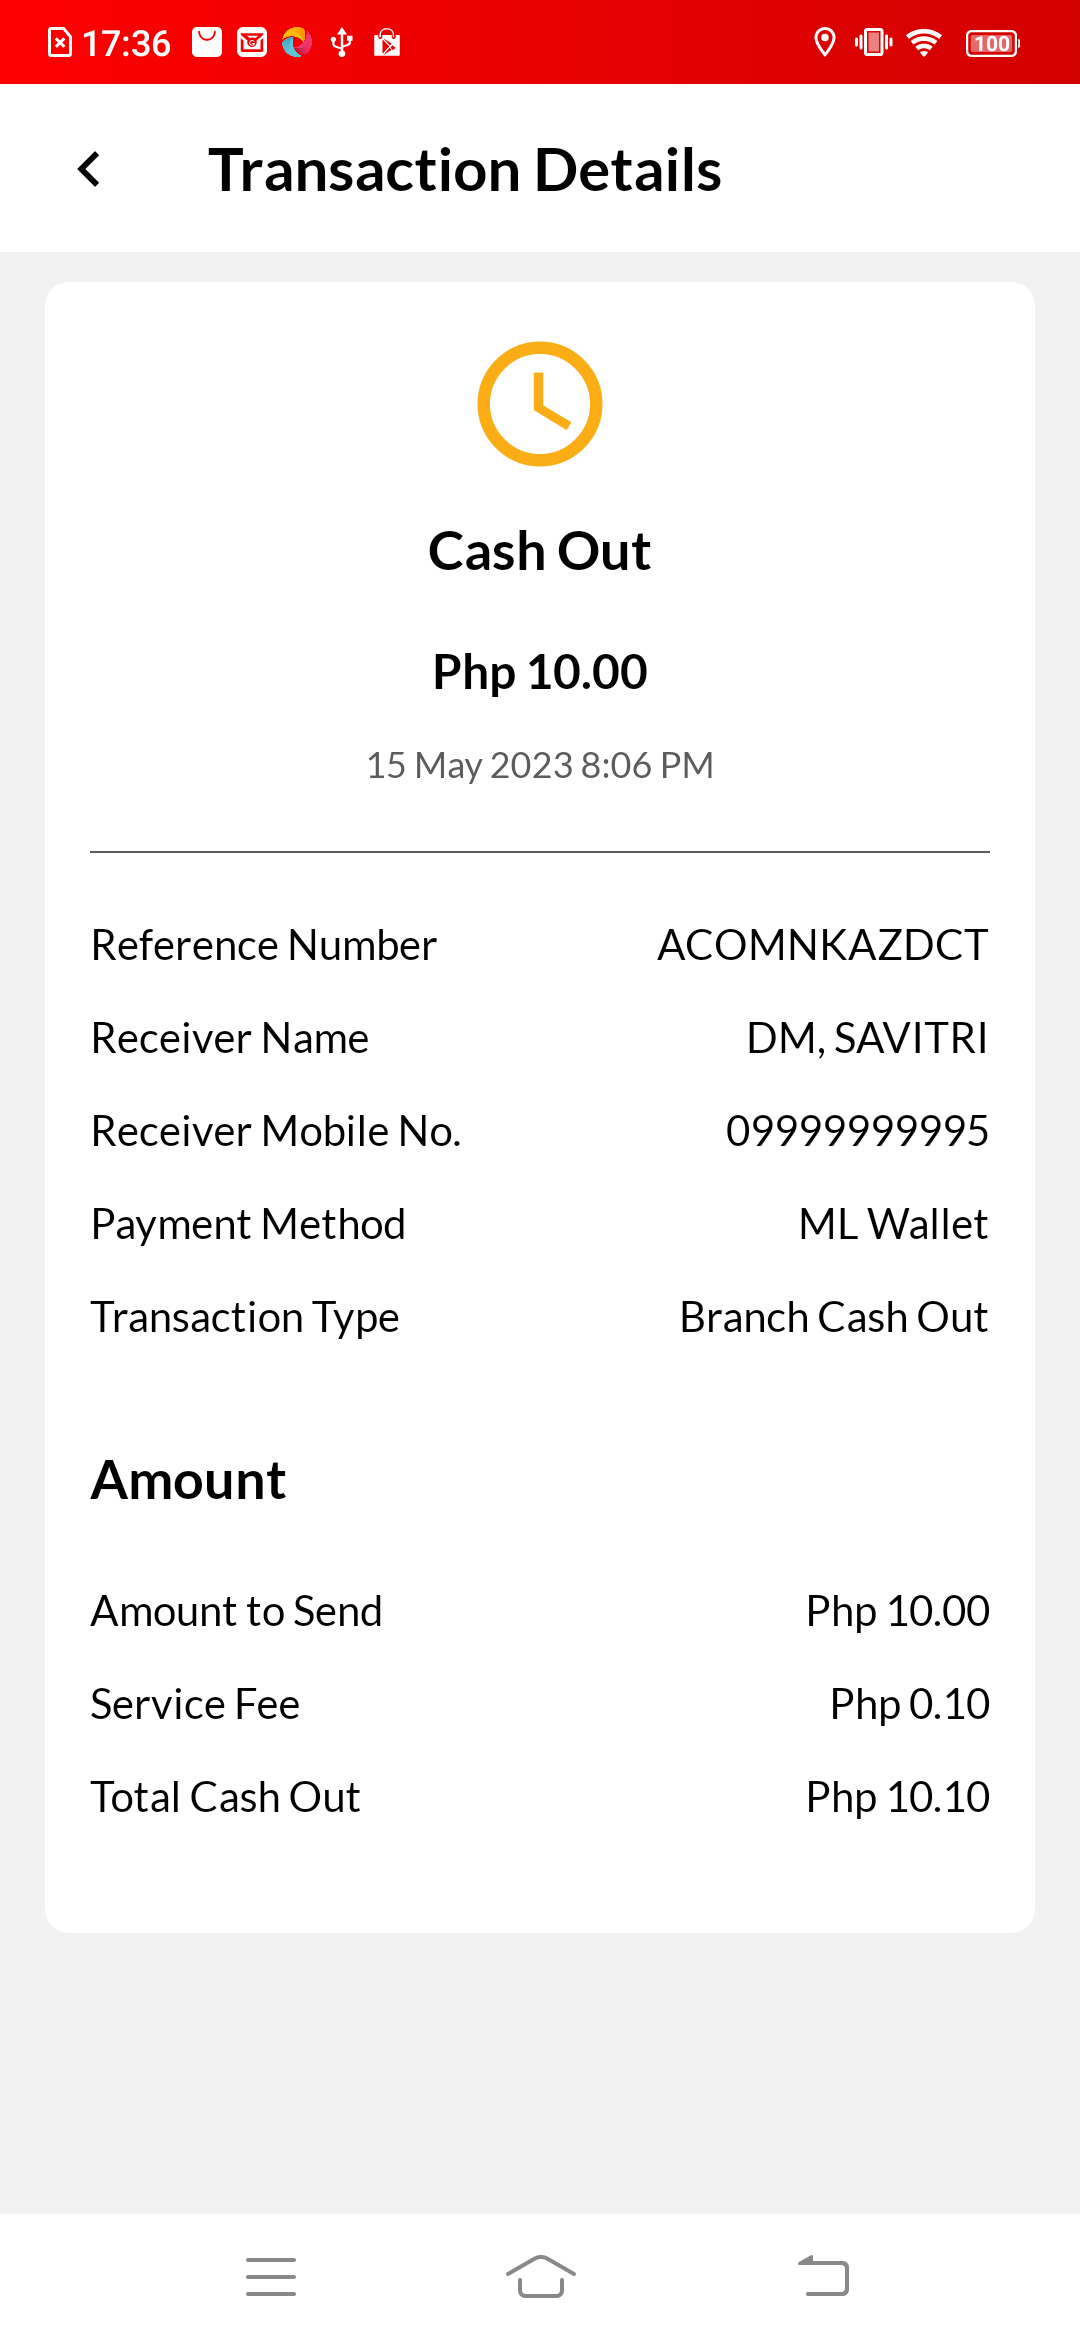 17:36
100
Transaction Details
Cash Out
Php 10.00
15 May 2023 8:06 PM
Reference Number ACOMNKAZDCT
Receiver Name DM, SAVITRI
Receiver Mobile No. 09999999995
Payment Method ML Wallet
Transaction Type Branch Cash Out
Amount
Amount to Send Php 10.00
Service Fee Php 0.10
Total Cash Out Php 10.10